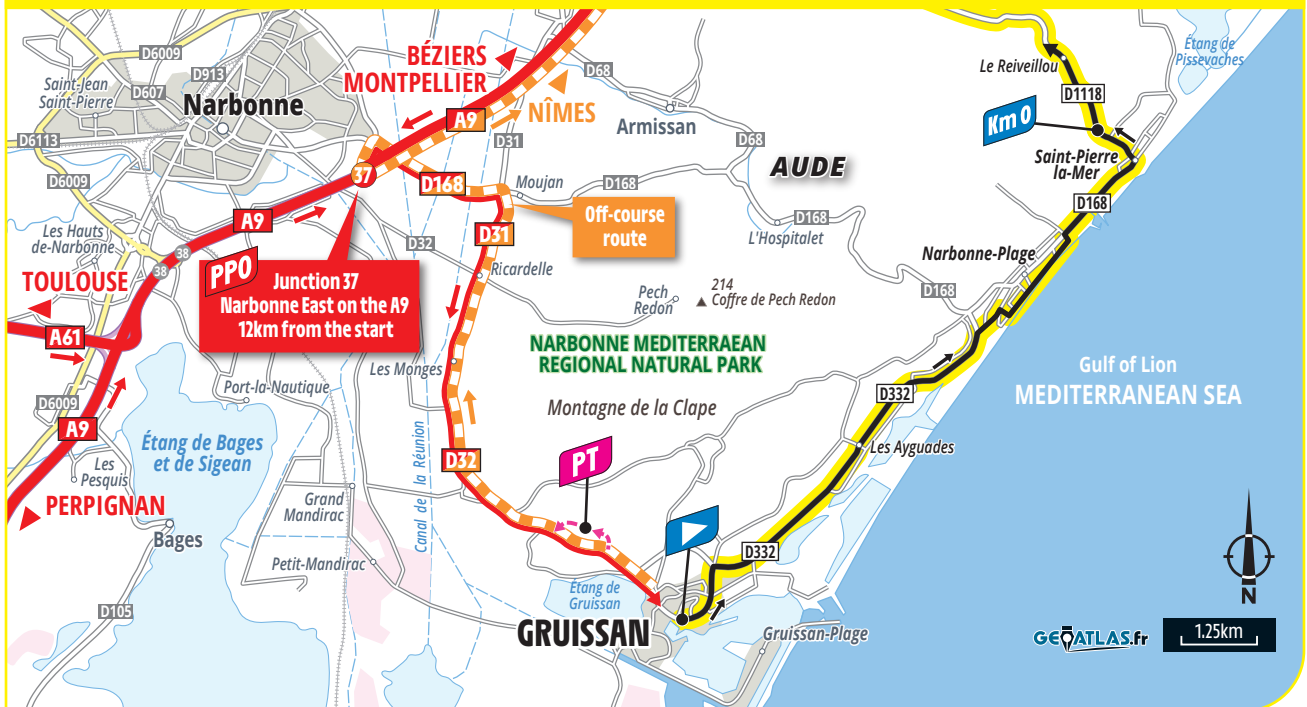 D6009
D913
Saint-Jean
Saint-Pierre
D607
Narbonne
D6113
D6009
BÉZIERS
MONTPELLIER
D68
NÎMES
A9
D31
Armissan
D68
AUDE
Étang de
Pissevaches
Le Reiveillou
D1118
Km 0
Saint-Pierre
la-Mer
D168
37
D168
Moujan
D168
Off-course
route
D168
L'Hospitalet
Narbonne-Plage
D168
A9
D32
D31
Les Hauts
de-Narbonne
38
38
TOULOUSE
A61
PPO
Junction 37
Narbonne East on the A9
12km from the start
Ricardelle
Pech
Redon
214
Coffre de Pech Redon
NARBONNE MEDITERRAEAN
REGIONAL NATURAL PARK
Gulf of Lion
MEDITERRANEAN SEA
Les Monges
Port-la-Nautique
D6009
A9
Montagne de la Clape
D332
Étang de Bages
et de Sigean
Les
Pesquis
PERPIGNAN
Canal de la Réunion
D32
PT
Les Ayguades
Grand
Mandirac
Bages
Petit-Mandirac
D332
Étang de
Gruissan
D105
GRUISSAN
Gruissan-Plage
N
GEOATLAS.fr
1.25km